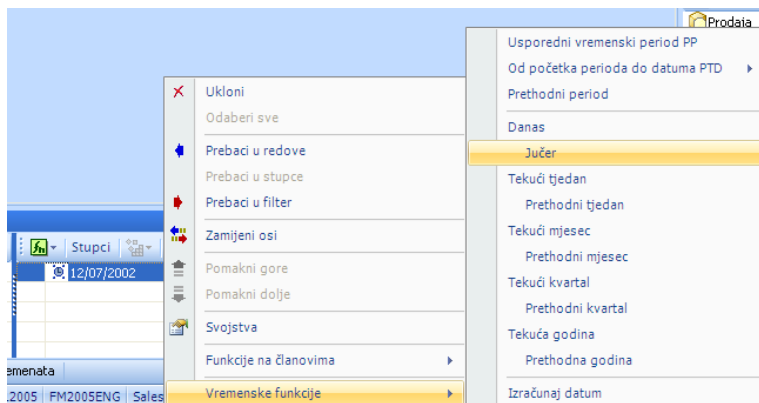 Prodaja
Usporedni vremenski period PP
Od početka perioda do datuma PTD
Prethodni period
Danas
Jučer
Tekući tjedan
Prethodni tjedan
Tekući mjesec
Prethodni mjesec
Tekući kvartal
Prethodni kvartal
Tekuća godina
Prethodna godina
Izračunaj datum
Ukloni
Odaberi sve
Prebaci u redove
Prebaci u stupce
Prebaci u filter
Zamijeni osi
Pomakni gore
Pomakni dolje
Svojstva
Funkcije na članovima
Vremenske funkcije
fn Stupci
12/07/2002
emenata
.2005 FM2005ENG Sales